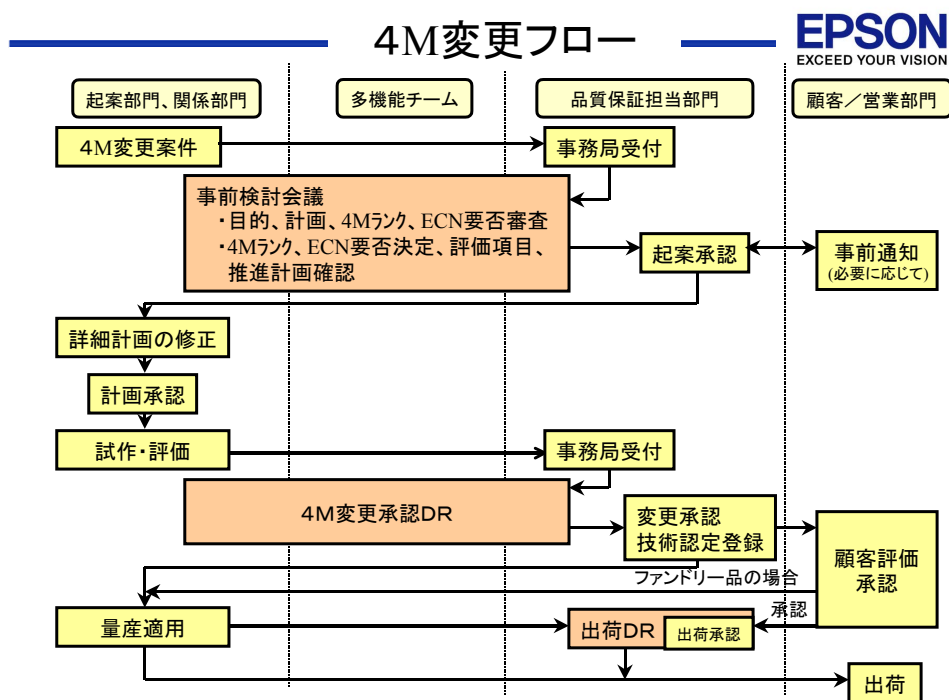 4M変更フロー
EPSON
EXCEED YOUR VISION
起案部門、関係部門
多機能チーム
品質保証担当部門
顧客／営業部門
4M変更案件
事務局受付
事前検討会議
・目的、計画、4Mランク、ECN要否審査
・4Mランク、ECN要否決定、評価項目、
推進計画確認
起案承認
事前通知
(必要に応じて)
詳細計画の修正
計画承認
試作・評価
事務局受付
4M変更承認DR
変更承認
技術認定登録
顧客評価
承認
ファンドリー品の場合
承認
量産適用
出荷DR
出荷承認
出荷